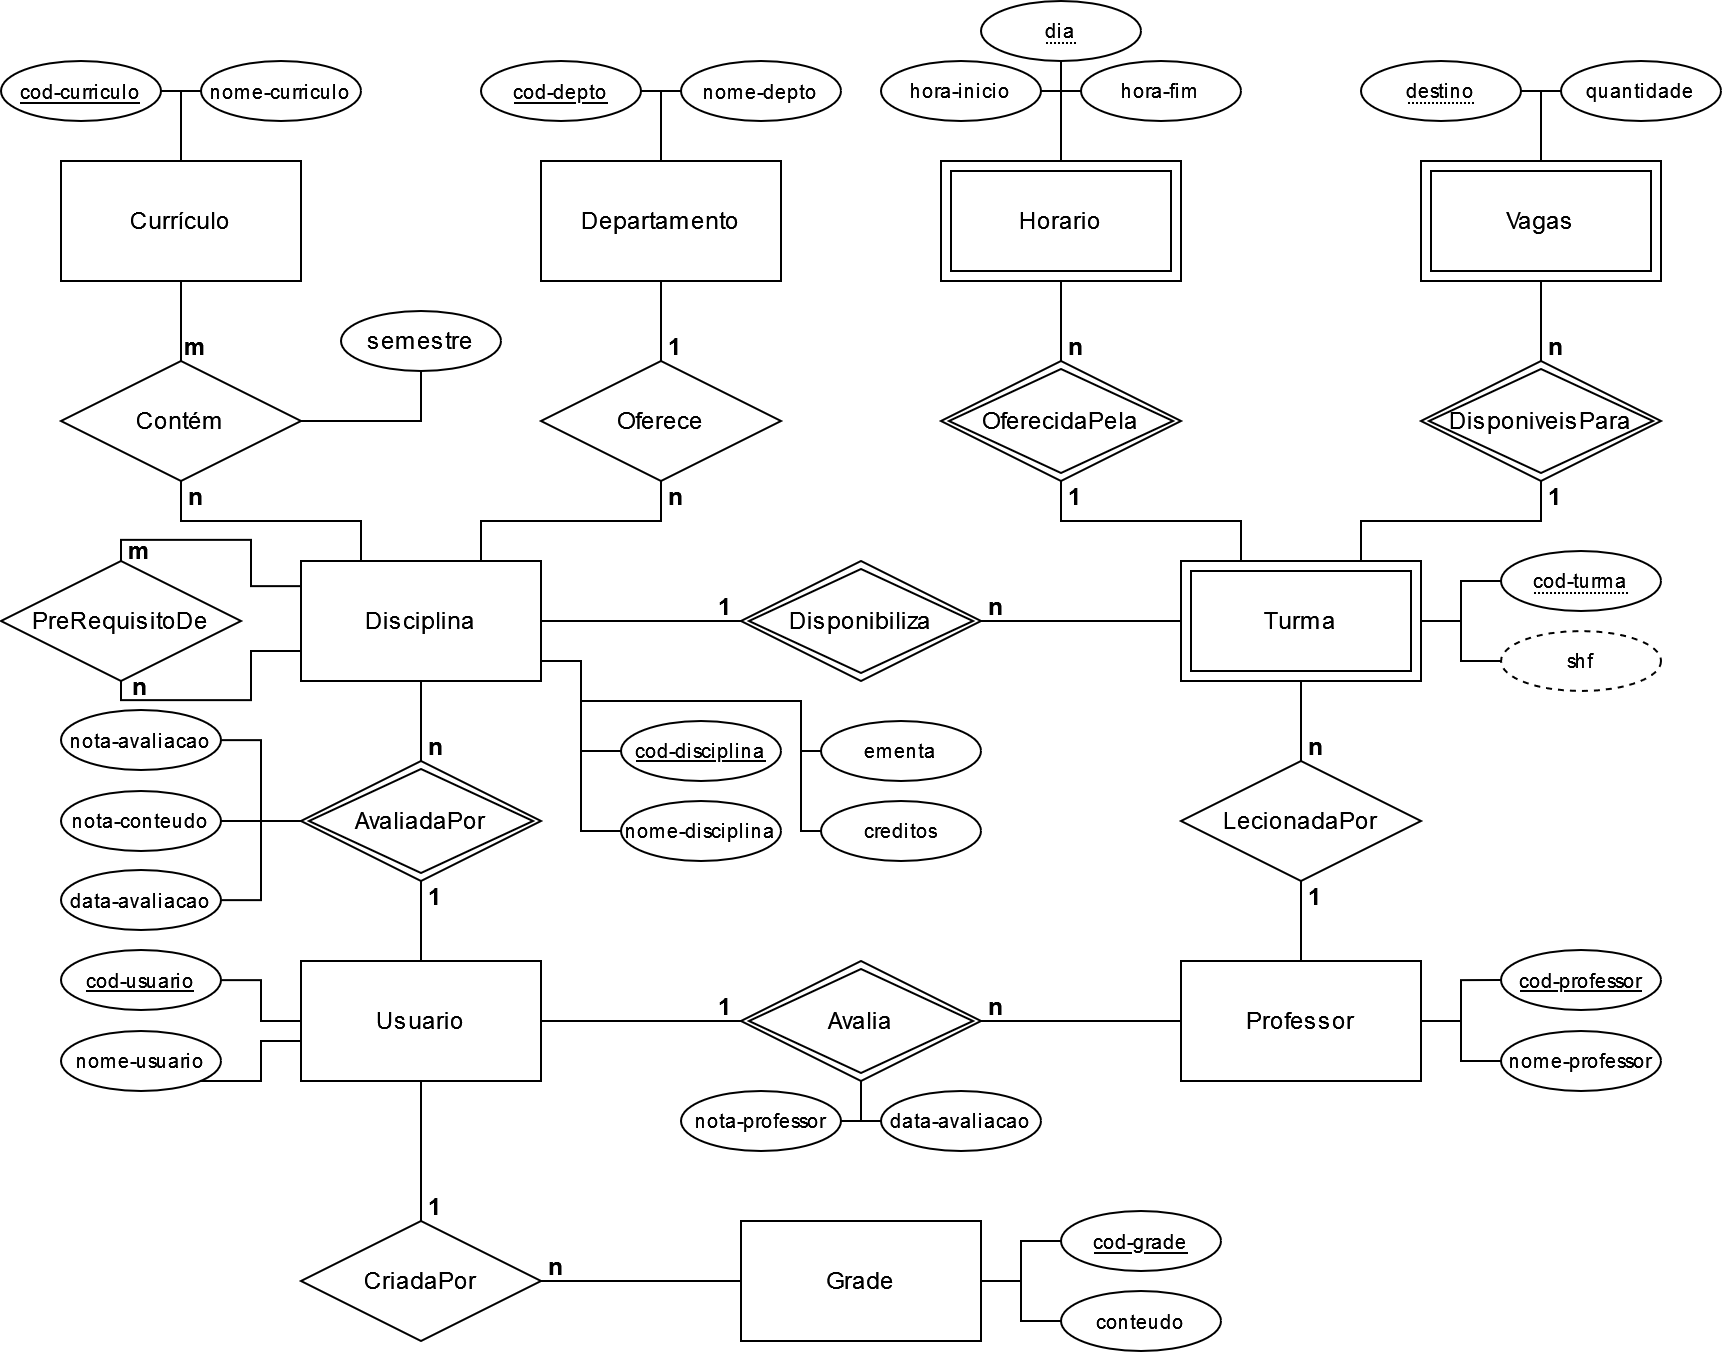 dia
cod-curriculo
nome-curriculo
cod-depto
nome-depto
hora-inicio
hora-fim
destino
quantidade
Currículo
Departamento
Horario
Vagas
semestre
m
1
n
n
Contém
Oferece
OferecidaPela
DisponiveisPara
n
n
1
1
m
PreRequisitoDe
n
Disciplina
1
Disponibiliza
n
Turma
cod-turma
shf
nota-avaliacao
nota-conteudo
data-avaliacao
n
AvaliadaPor
1
cod-disciplina
nome-disciplina
ementa
creditos
n
LecionadaPor
1
cod-usuario
nome-usuario
Usuario
1
Avalia
n
nota-professor
data-avaliacao
Professor
cod-professor
nome-professor
1
CriadaPor
n
Grade
cod-grade
conteudo